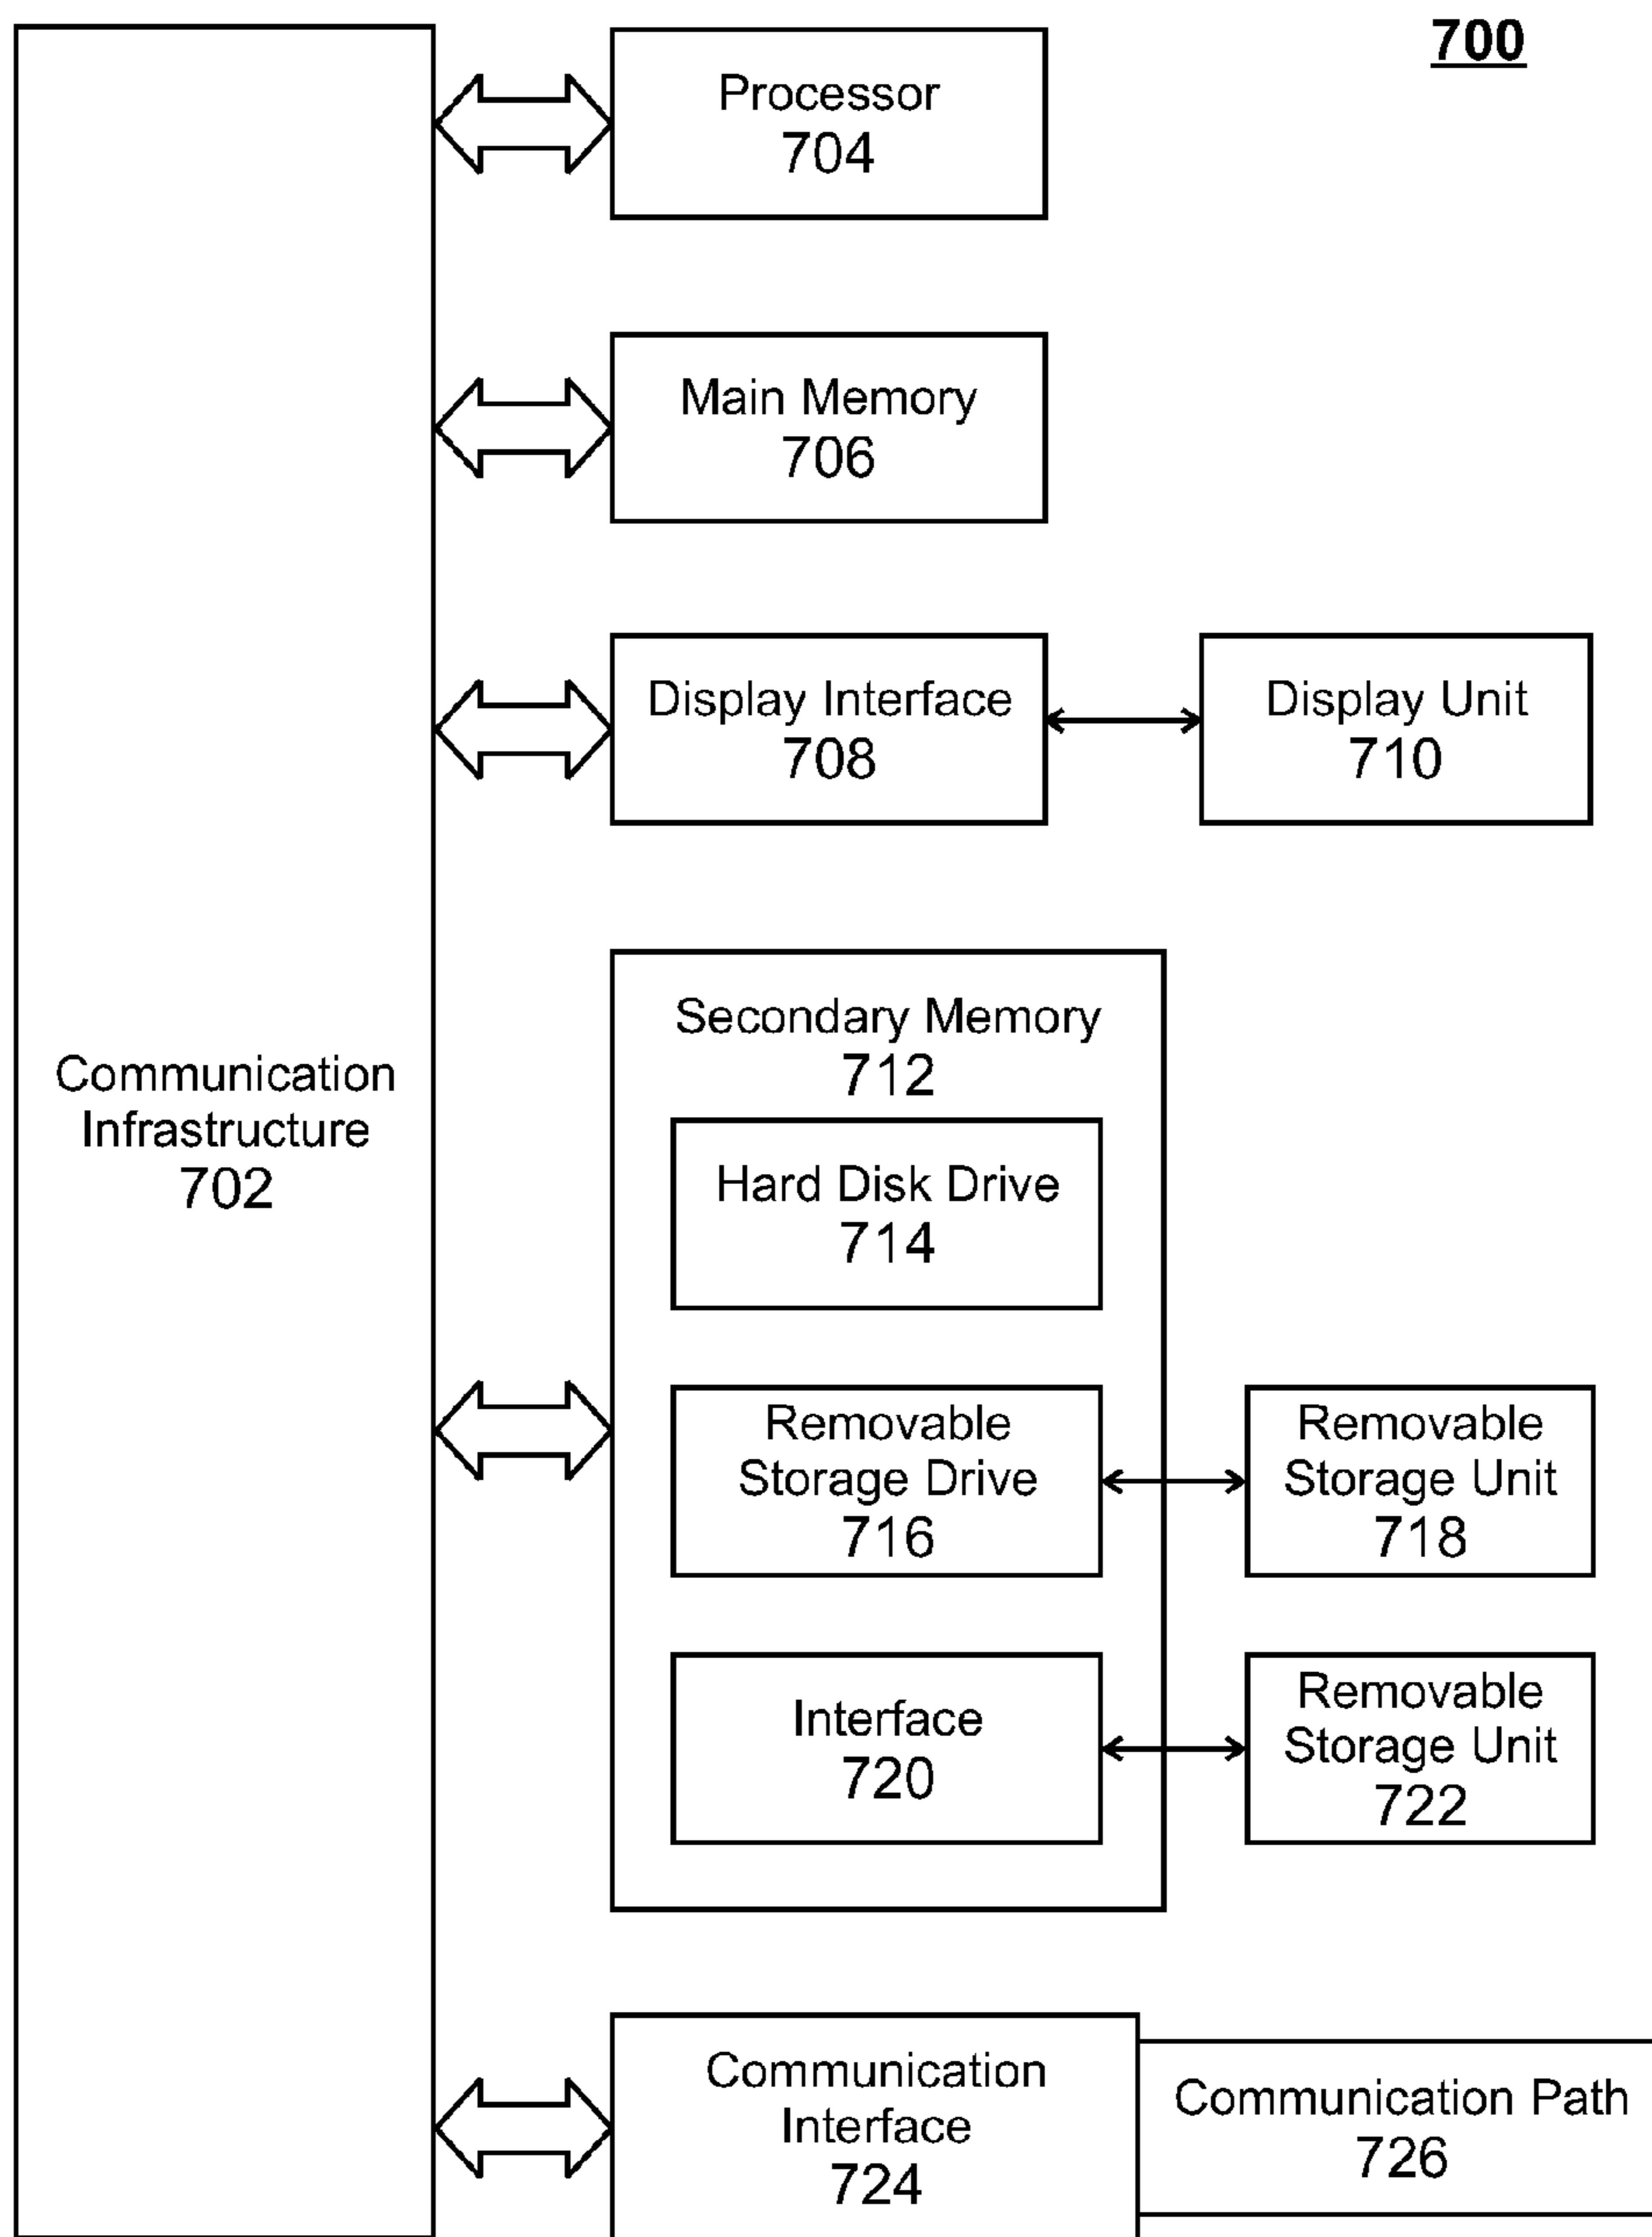 700
Processor
704
Main Memory
706
Display Interface
708
Display Unit
710
Communication
Infrastructure
702
Secondary Memory
712
Hard Disk Drive
714
Removable
Storage Drive
716
Removable
Storage Unit
718
Interface
720
Removable
Storage Unit
722
Communication
Interface
724
Communication Path
726